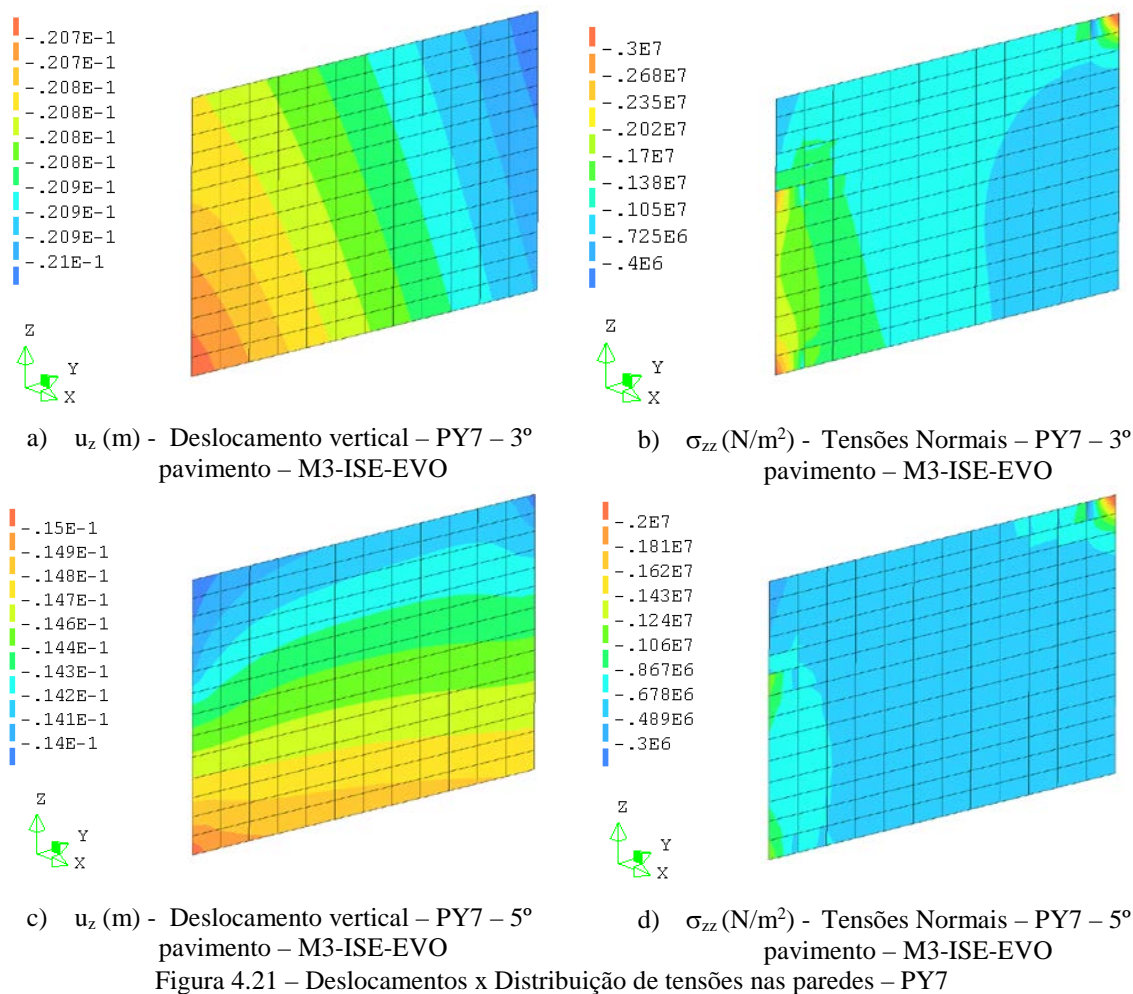 -.207E-1
-.207E-1
-.208E-1
-.208E-1
-.208E-1
-.208E-1
-.209E-1
-.209E-1
-.209E-1
-.21E-1
Z
Y
X
-.3E7
-.268E7
-.235E7
-.202E7
-.17E7
-.138E7
-.105E7
-.725E6
-.4E6
Z
Y
X
a) uz (m) - Deslocamento vertical – PY7 – 3º
pavimento – M3-ISE-EVO
b) σzz (N/m²) - Tensões Normais – PY7 – 3º
pavimento – M3-ISE-EVO
-.15E-1
-.149E-1
-.148E-1
-.147E-1
-.146E-1
-.144E-1
-.143E-1
-.142E-1
-.141E-1
-.14E-1
Z
Y
X
-.2E7
-.181E7
-.162E7
-.143E7
-.124E7
-.106E7
-.867E6
-.678E6
-.489E6
-.3E6
Z
Y
X
c) uz (m) - Deslocamento vertical – PY7 – 5º
pavimento – M3-ISE-EVO
d) σzz (N/m²) - Tensões Normais – PY7 – 5º
pavimento – M3-ISE-EVO
Figura 4.21 – Deslocamentos x Distribuição de tensões nas paredes – PY7